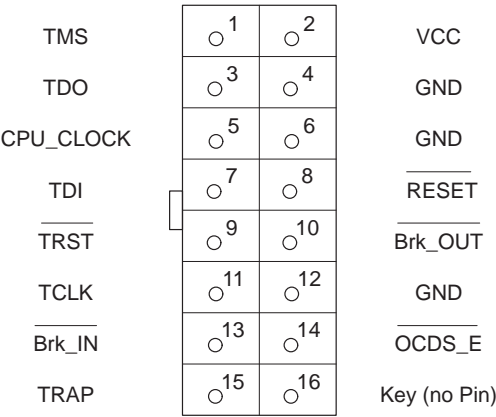 TMS 1 2 VCC
TDO 3 4 GND
CPU_CLOCK 5 6 GND
TDI 7 8 RESET
TRST 9 10 Brk_OUT
TCLK 11 12 GND
Brk_IN 13 14 OCDS_E
TRAP 15 16 Key (no Pin)